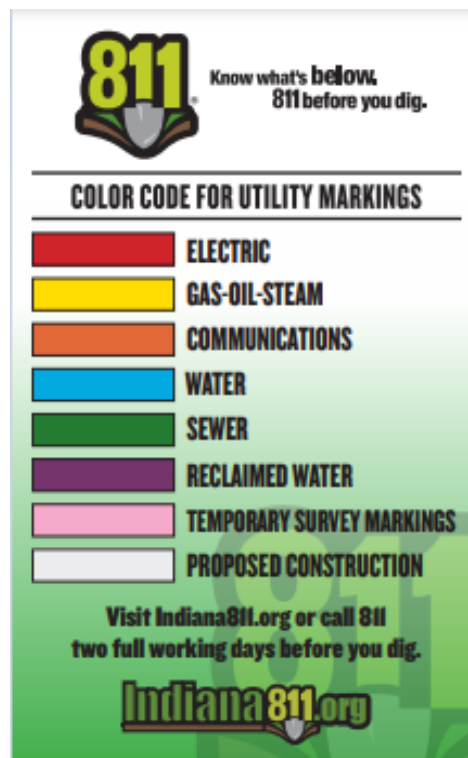 811®
Know what's below.
811 before you dig.
COLOR CODE FOR UTILITY MARKINGS
ELECTRIC
GAS-OIL-STEAM
COMMUNICATIONS
WATER
SEWER
RECLAIMED WATER
TEMPORARY SURVEY MARKINGS
PROPOSED CONSTRUCTION
Visit Indiana811.org or call 811
two full working days before you dig.
Indiana811.org
811